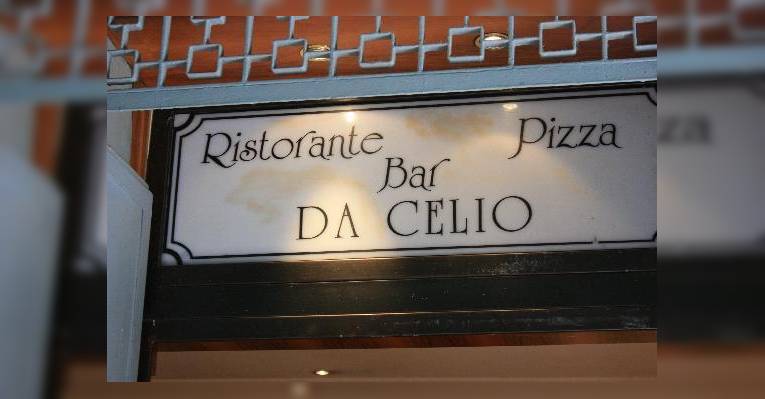 Ristorante Pizza
Bar
DA CELIO